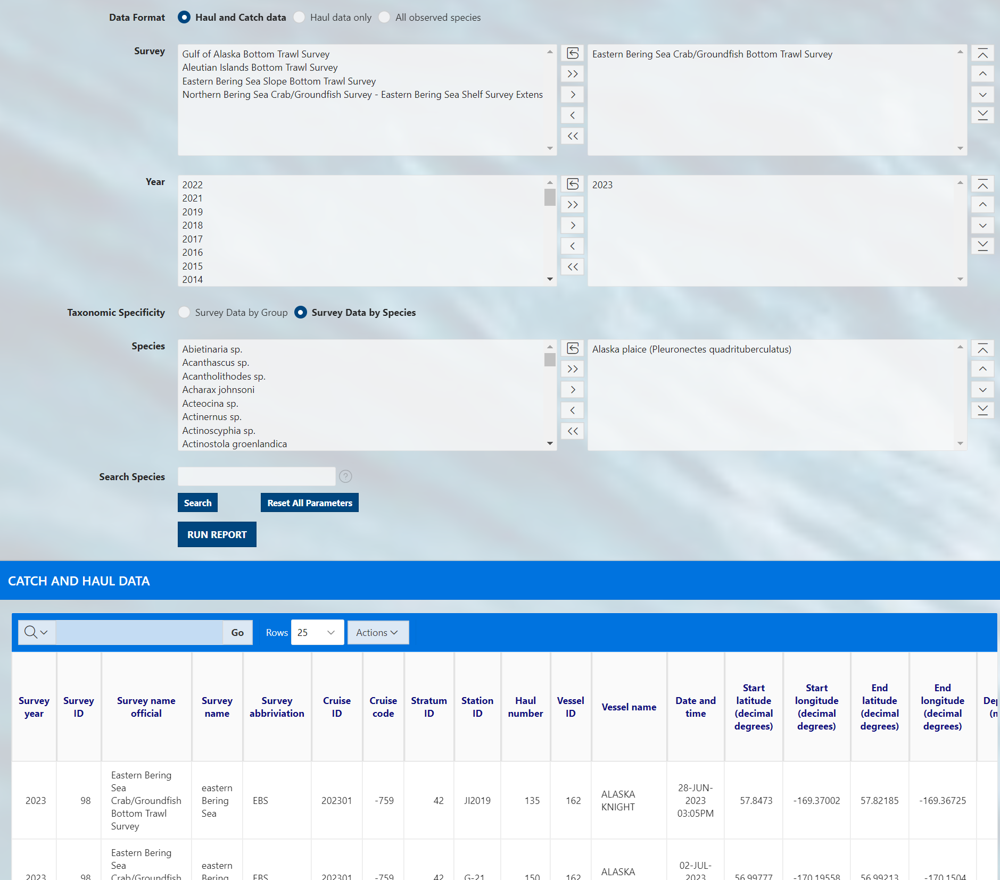 Data Format Haul and Catch data Haul data only All observed species
Survey
Gulf of Alaska Bottom Trawl Survey
Aleutian Islands Bottom Trawl Survey
Eastern Bering Sea Slope Bottom Trawl Survey
Northern Bering Sea Crab/Groundfish Survey - Eastern Bering Sea Shelf Survey Extens
Eastern Bering Sea Crab/Groundfish Bottom Trawl Survey
Year
2022
2021
2019
2018
2017
2016
2015
2014
2023
Taxonomic Specificity Survey Data by Group Survey Data by Species
Species
Abietinaria sp.
Acanthascus sp.
Acantholithodes sp.
Acharax johnsoni
Acteocina sp.
Actinernus sp.
Actinoscyphia sp.
Actinostola groenlandica
Alaska plaice (Pleuronectes quadrituberculatus)
Search Species ?
Search Reset All Parameters
RUN REPORT
CATCH AND HAUL DATA
Go Rows 25 Actions
Survey
year
Survey
ID
Survey name
official
Survey
name
Survey
abbriviation
Cruise
ID
Cruise
code
Stratum
ID
Station
ID
Haul
number
Vessel
ID
Vessel name
Date and
time
Start
latitude
(decimal
degrees)
Start
longitude
(decimal
degrees)
End
latitude
(decimal
degrees)
End
longitude
(decimal
degrees)
2023
98
Eastern Bering
Sea
Crab/Groundfish
Bottom Trawl
Survey
eastern
Bering
Sea
EBS
202301
-759
42
JI2019
135
162
ALASKA
KNIGHT
28-JUN-
2023
03:05PM
57.8473
-169.37002
57.82185
-169.36725
2023
98
Eastern Bering
Sea
Crab/Groundfish
eastern
Bering
EBS
202301
-759
42
G-21
150
162
ALASKA
02-JUL-
2023
56.99777
-170.19558
56.99213
-170.1504